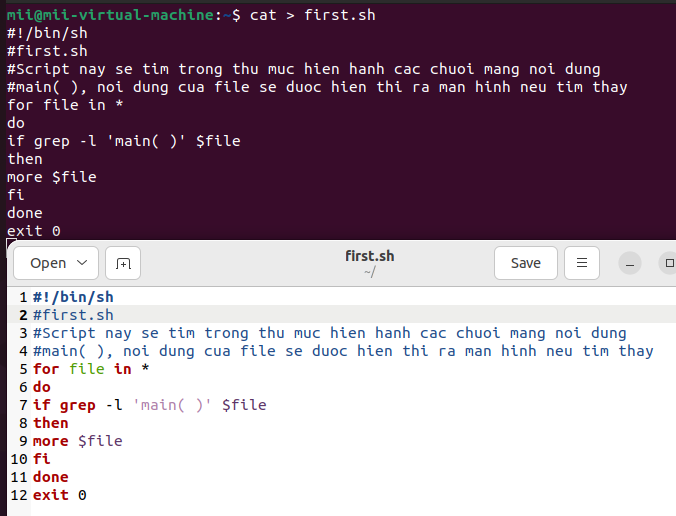 mii@mii-virtual-machine:~$ cat > first.sh
#!/bin/sh
#first.sh
#Script nay se tim trong thu muc hien hanh cac chuoi mang noi dung
#main( ), noi dung cua file se duoc hien thi ra man hinh neu tim thay
for file in *
do
if grep -l 'main( )' $file
then
more $file
fi
done
exit 0
Open
first.sh
~/
Save
1 #!/bin/sh
2 #first.sh
3 #Script nay se tim trong thu muc hien hanh cac chuoi mang noi dung
4 #main( ), noi dung cua file se duoc hien thi ra man hinh neu tim thay
5 for file in *
6 do
7 if grep -l 'main( )' $file
8 then
9 more $file
10 fi
11 done
12 exit 0